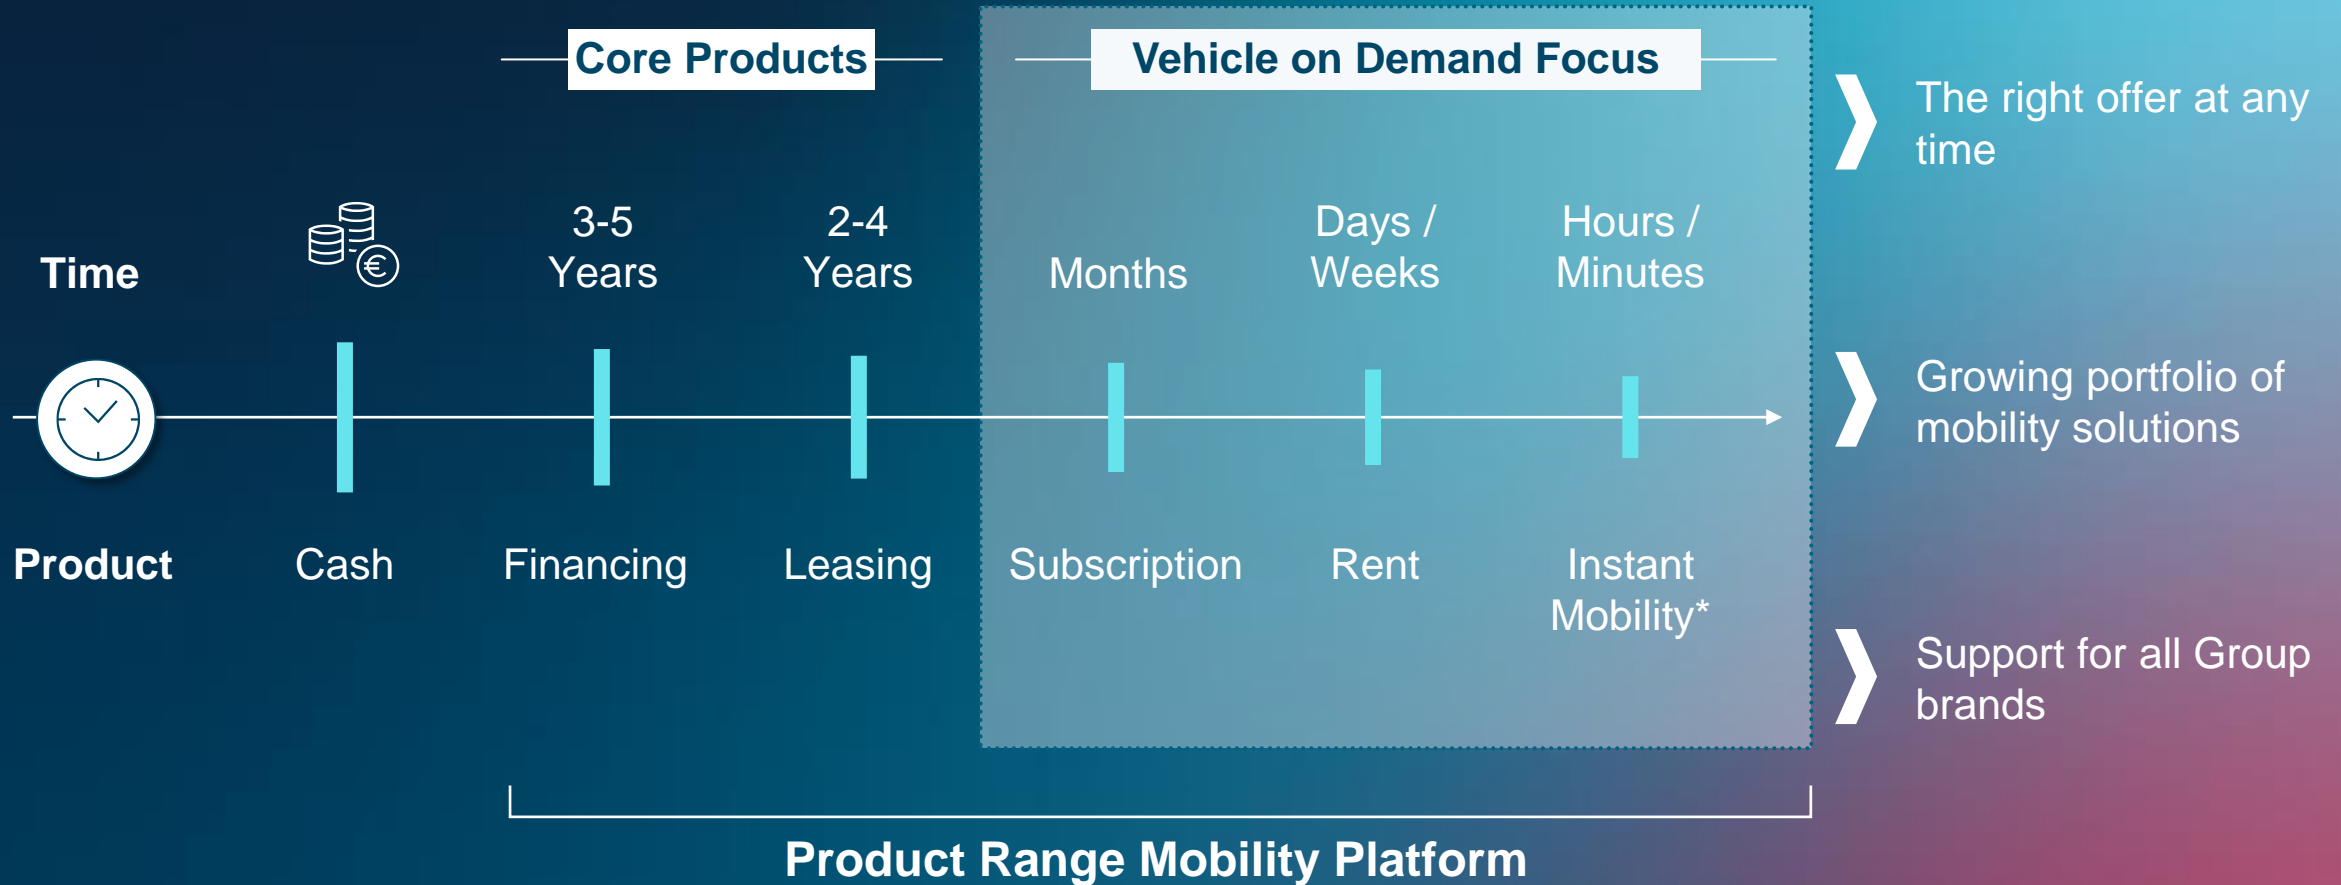 Core Products
Vehicle on Demand Focus
Time
€
3-5
Years
2-4
Years
Months
Days /
Weeks
Hours /
Minutes
Product
Cash
Financing
Leasing
Subscription
Rent
Instant
Mobility*
Product Range Mobility Platform
The right offer at any
time
Growing portfolio of
mobility solutions
Support for all Group
brands